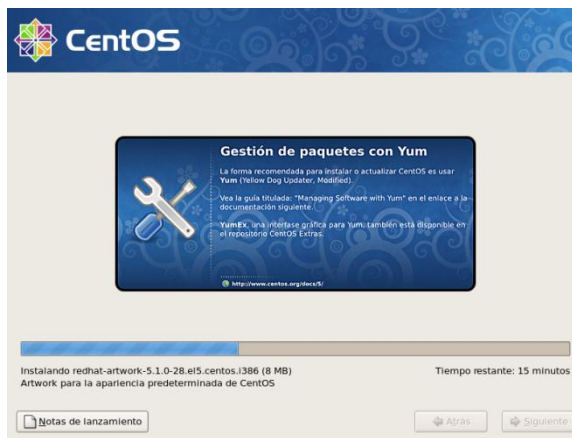 CentOS
Gestión de paquetes con Yum
La forma recomendada para instalar o actualizar CentOS es usar
Yum (Yellow Dog Updater, Modified).
Vea la guía titulada: "Managing Software with Yum" en el enlace a la
documentación siguiente.
YumEx, una interfase gráfica para Yum, también está disponible en
el repositorio CentOS Extras.
http://www.centos.org/docs/5/
Instalando redhat-artwork-5.1.0-28.el5.centos.i386 (8 MB)
Tiempo restante: 15 minutos
Artwork para la apariencia predeterminada de CentOS
Notas de lanzamiento
Atrás
Siguiente